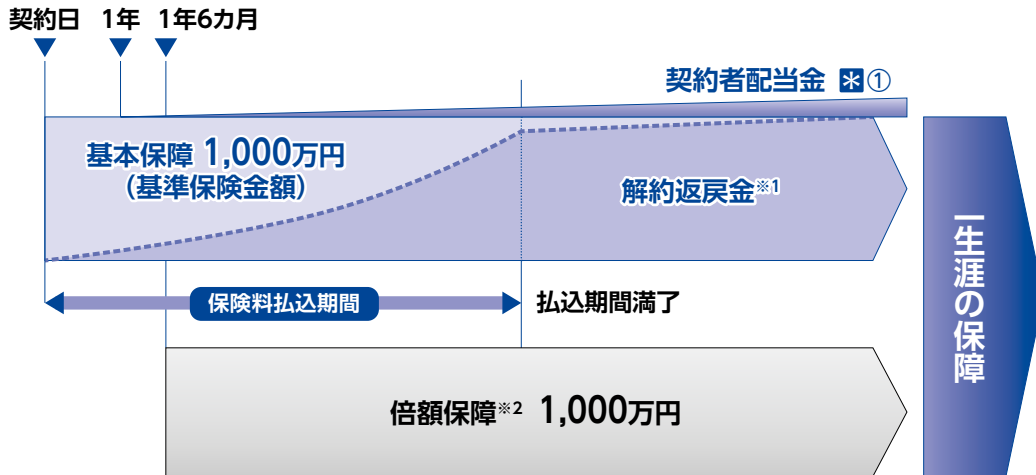 契約日 1年 1年6カ月
契約者配当金 *①
基本保障 1,000万円
(基準保険金額)
解約返戻金※1
保険料払込期間
払込期間満了
倍額保障※2 1,000万円
一生涯の保障